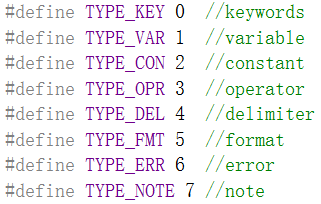 #define TYPE_KEY 0 //keywords
#define TYPE_VAR 1 //variable
#define TYPE_CON 2 //constant
#define TYPE_OPR 3 //operator
#define TYPE_DEL 4 //delimiter
#define TYPE_FMT 5 //format
#define TYPE_ERR 6 //error
#define TYPE_NOTE 7 //note